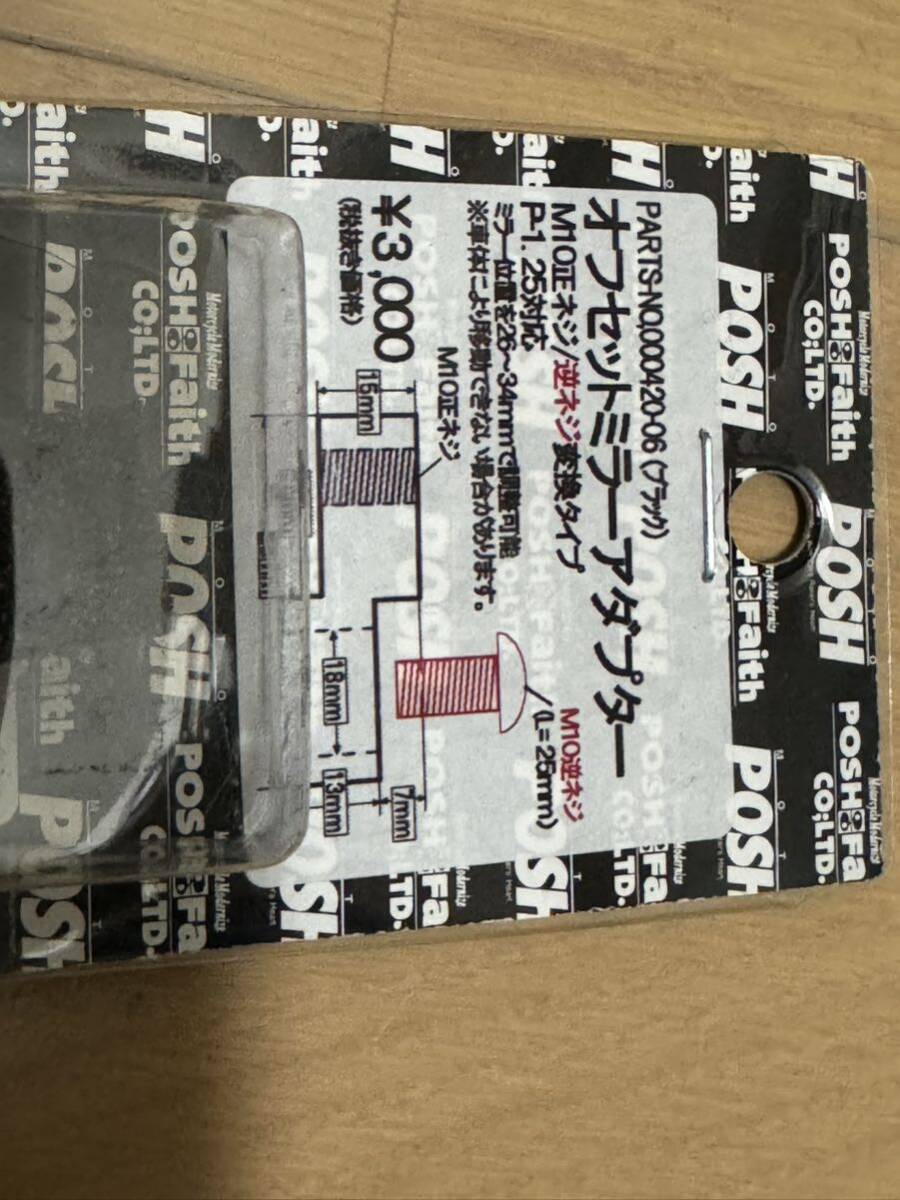 PARTS-NO,000420-06 (ブラック)
オフセットミラーアダプター
M10正ネジ/逆ネジ変換タイプ
P-1.25対応
ミラー位置を26~34mmで調整可能
※車体により移動できない場合があります。
¥3,000
(税抜き価格)
M10正ネジ
15mm
M10逆ネジ
(L=25mm)
18mm
13mm
7mm
POSH Faith
CO;LTD.
Motorcycle Modernity
POSH